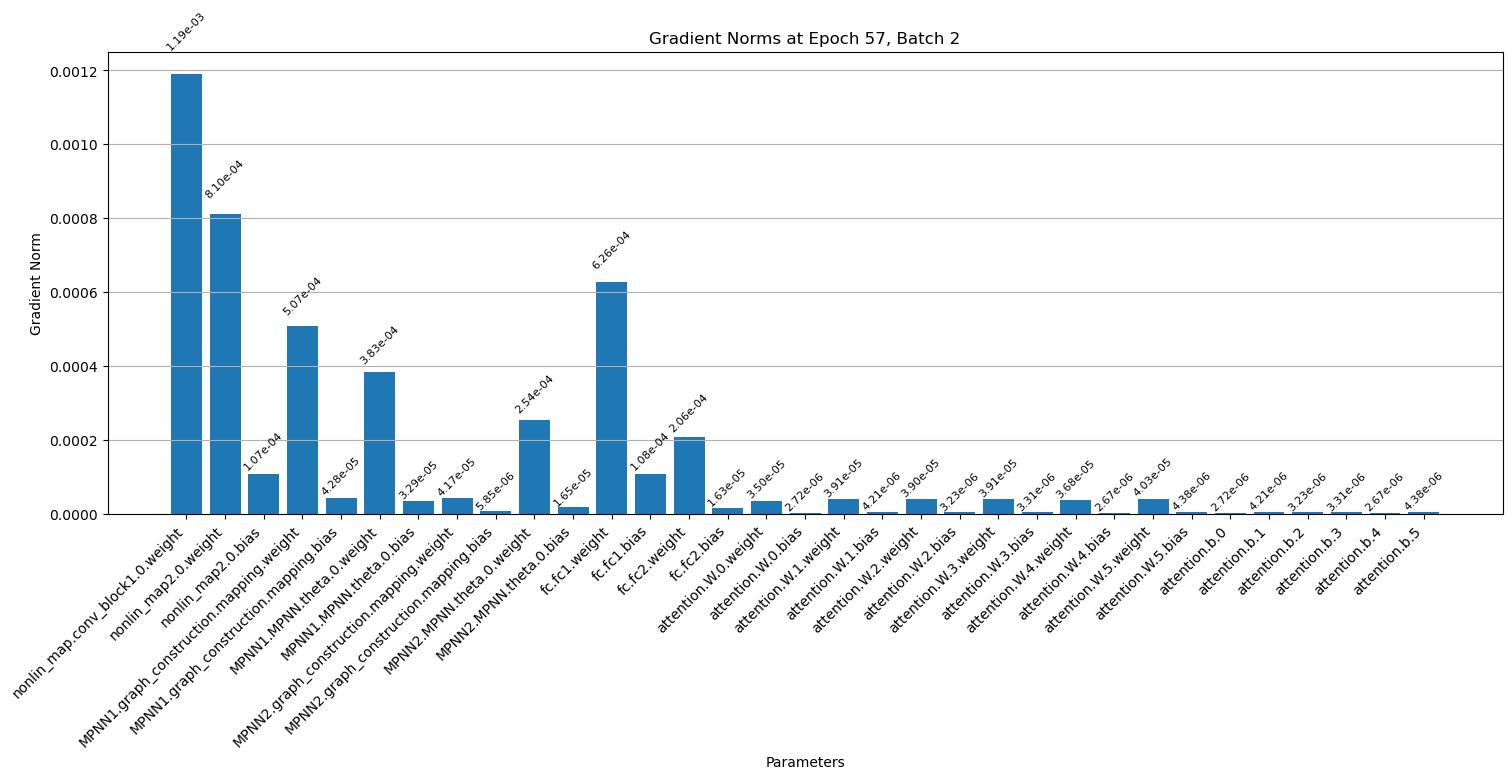 Gradient Norms at Epoch 57, Batch 2
Gradient Norm
0.0012
0.0010
0.0008
0.0006
0.0004
0.0002
0.0000
1.19e-03
8.10e-04
1.07e-04
5.07e-04
4.28e-05
3.83e-04
3.29e-05
4.17e-05
5.85e-06
2.54e-04
1.65e-05
6.26e-04
1.08e-04
2.06e-04
1.63e-05
3.50e-05
2.72e-06
3.91e-05
4.21e-06
3.90e-05
3.23e-06
3.91e-05
3.31e-06
3.68e-05
2.67e-06
4.03e-05
4.38e-06
2.72e-06
4.21e-06
3.23e-06
3.31e-06
2.67e-06
4.38e-06
nonlin_map.conv_block1.0.weight
nonlin_map2.0.weight
nonlin_map2.0.bias
MPNN1.graph_construction.mapping.weight
MPNN1.graph_construction.mapping.bias
MPNN1.MPNN.theta.0.weight
MPNN1.MPNN.theta.0.bias
MPNN2.graph_construction.mapping.weight
MPNN2.graph_construction.mapping.bias
MPNN2.MPNN.theta.0.weight
MPNN2.MPNN.theta.0.bias
fc.fc1.weight
fc.fc1.bias
fc.fc2.weight
fc.fc2.bias
attention.W.0.weight
attention.W.0.bias
attention.W.1.weight
attention.W.1.bias
attention.W.2.weight
attention.W.2.bias
attention.W.3.weight
attention.W.3.bias
attention.W.4.weight
attention.W.4.bias
attention.W.5.weight
attention.W.5.bias
attention.b.0
attention.b.1
attention.b.2
attention.b.3
attention.b.4
attention.b.5
Parameters